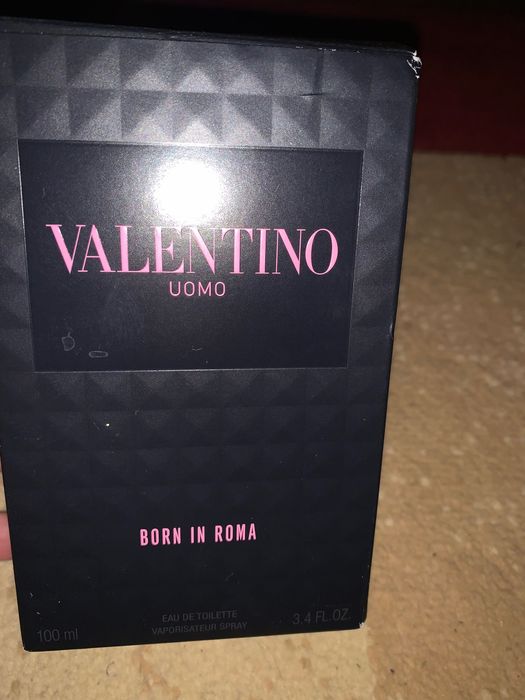 VALENTINO
UOMO
BORN IN ROMA
EAU DE TOILETTE
VAPORISATEUR SPRAY
100 ml
3.4 FL.OZ.